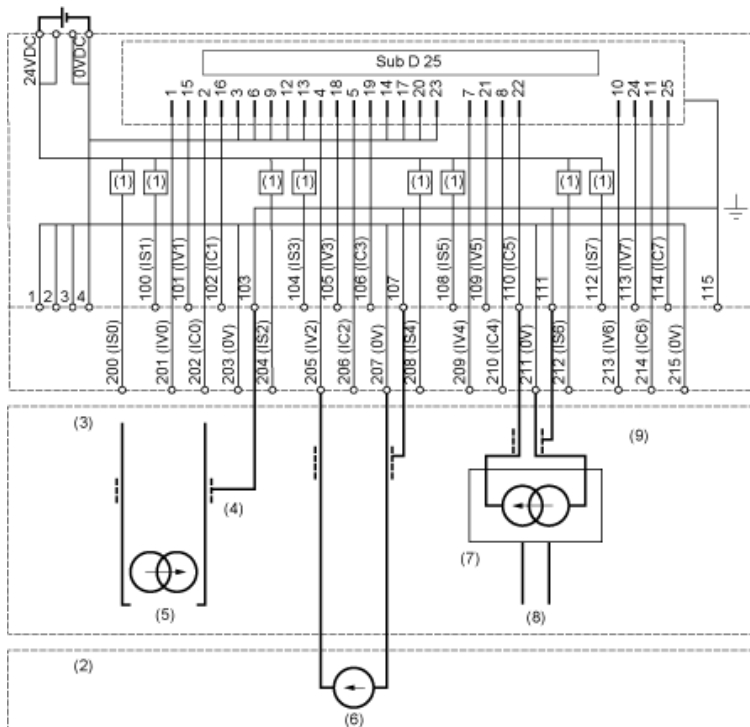 24VDC
0VDC
Sub D 25
1
15
2
16
3
6
9
12
13
4
18
5
19
14
17
20
23
7
21
8
22
10
24
11
25
(1)
(1)
(1)
(1)
(1)
(1)
(1)
(1)
1
2
3
4
100 (IS1)
101 (IV1)
102 (IC1)
103
104 (IS3)
105 (IV3)
106 (IC3)
107
108 (IS5)
109 (IV5)
110 (IC5)
111
112 (IS7)
113 (IV7)
114 (IC7)
115
200 (IS0)
201 (IV0)
202 (IC0)
203 (0V)
204 (IS2)
205 (IV2)
206 (IC2)
207 (0V)
208 (IS4)
209 (IV4)
210 (IC4)
211 (0V)
212 (IS6)
213 (IV6)
214 (IC6)
215 (0V)
(3)
(9)
(4)
(7)
(5)
(8)
(2)
(6)